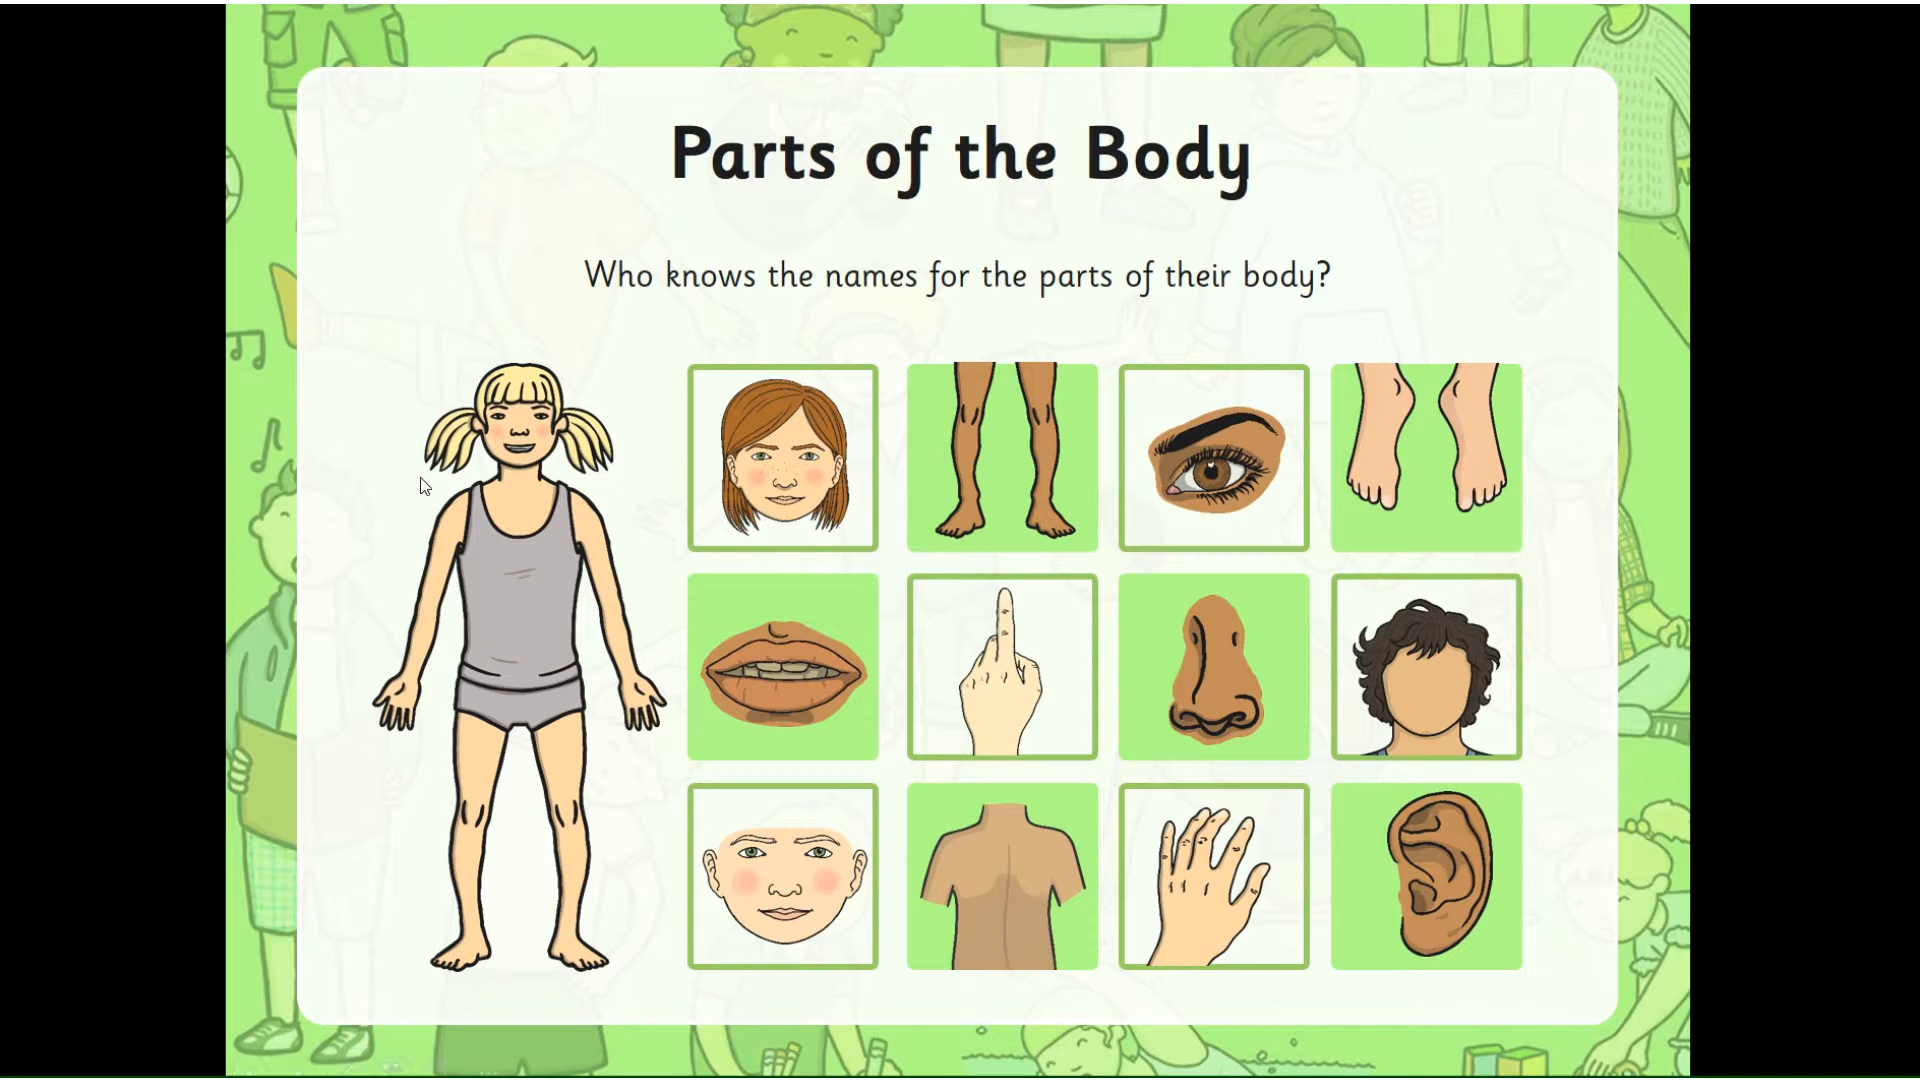 Parts of the Body
Who knows the names for the parts of their body?